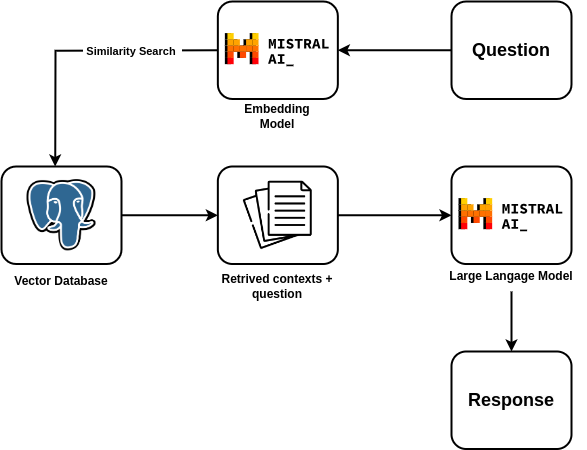 Similarity Search
MISTRAL
AI_
Question
Embedding
Model
Vector Database
Retrived contexts +
question
MISTRAL
AI_
Large Langage Model
Response